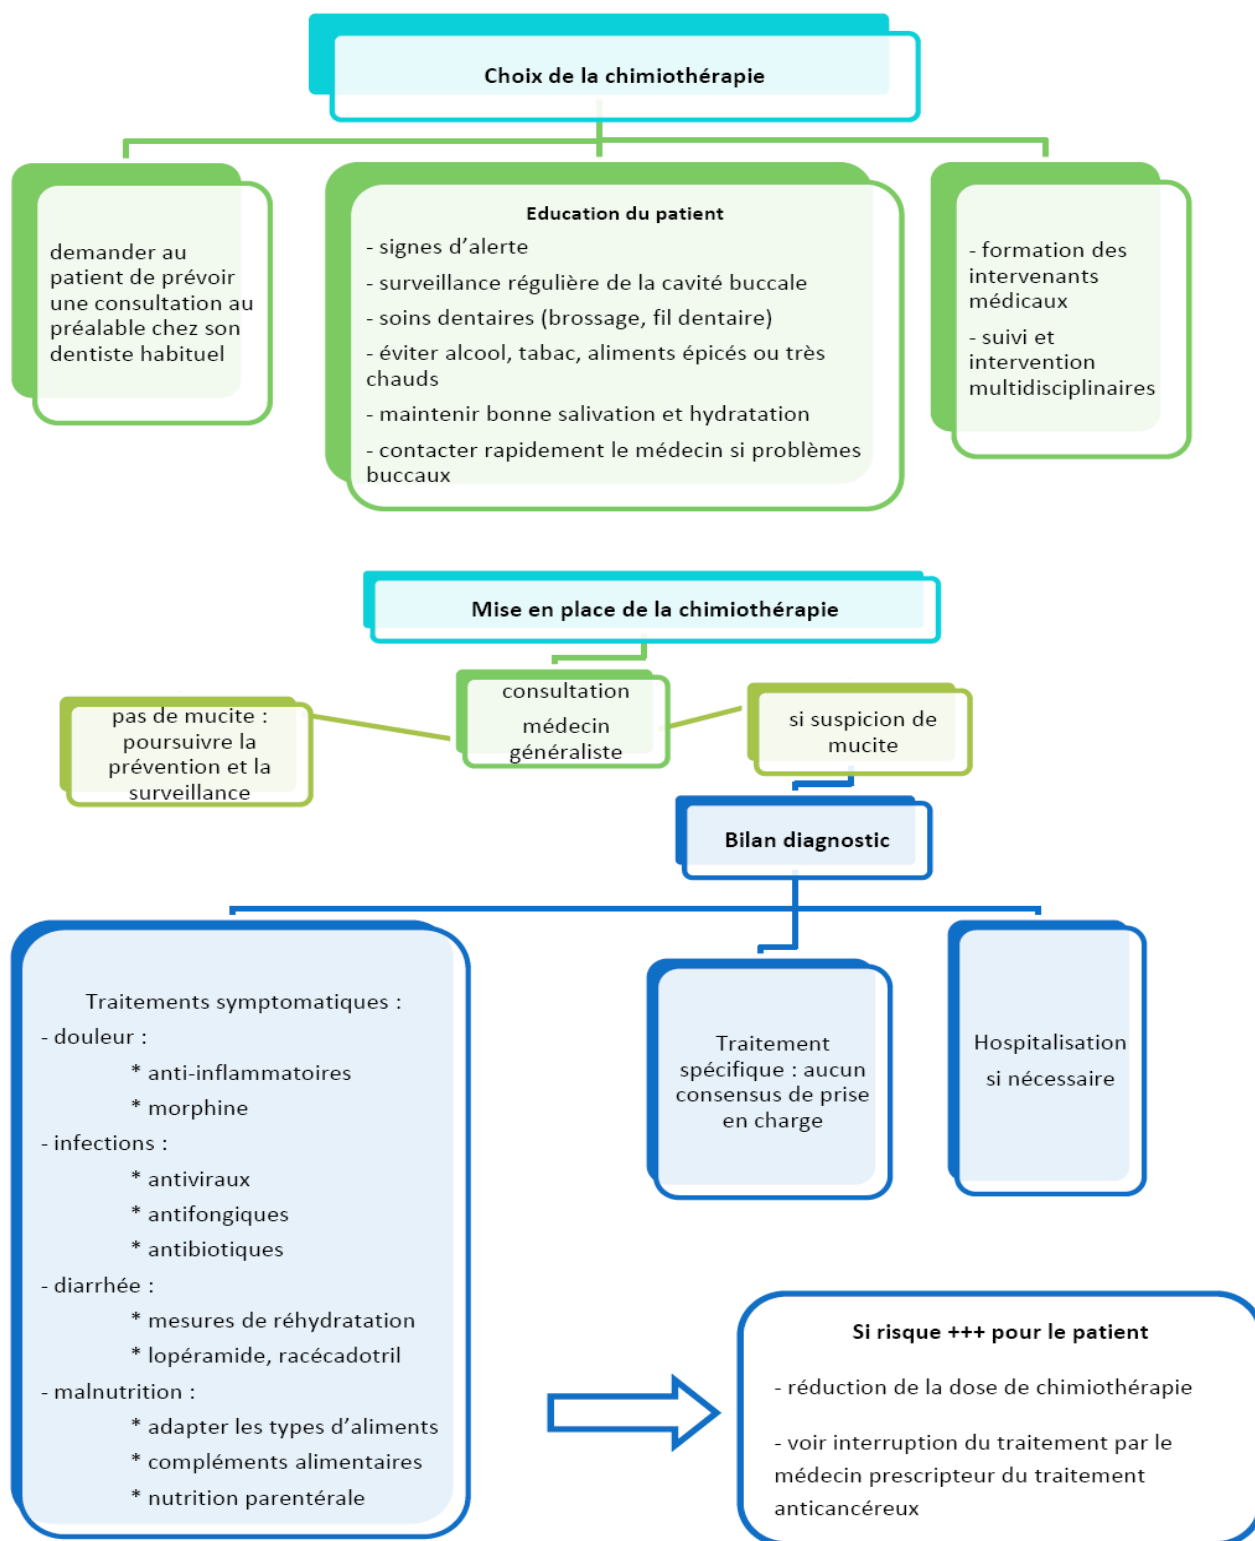 Choix de la chimiothérapie
demander au
patient de prévoir
une consultation au
préalable chez son
dentiste habituel
Education du patient
- signes d’alerte
- surveillance régulière de la cavité buccale
- soins dentaires (brossage, fil dentaire)
- éviter alcool, tabac, aliments épicés ou très
chauds
- maintenir bonne salivation et hydratation
- contacter rapidement le médecin si problèmes
buccaux
- formation des
intervenants
médicaux
- suivi et
intervention
multidisciplinaires
Mise en place de la chimiothérapie
consultation
médecin
généraliste
pas de mucite :
poursuivre la
prévention et la
surveillance
si suspicion de
mucite
Bilan diagnostic
Traitements symptomatiques :
- douleur :
* anti-inflammatoires
* morphine
- infections :
* antiviraux
* antifongiques
* antibiotiques
- diarrhée :
* mesures de réhydratation
* lopéramide, racécadotril
- malnutrition :
* adapter les types d’aliments
* compléments alimentaires
* nutrition parentérale
Traitement
spécifique : aucun
consensus de prise
en charge
Hospitalisation
si nécessaire
Si risque +++ pour le patient
- réduction de la dose de chimiothérapie
- voir interruption du traitement par le
médecin prescripteur du traitement
anticancéreux